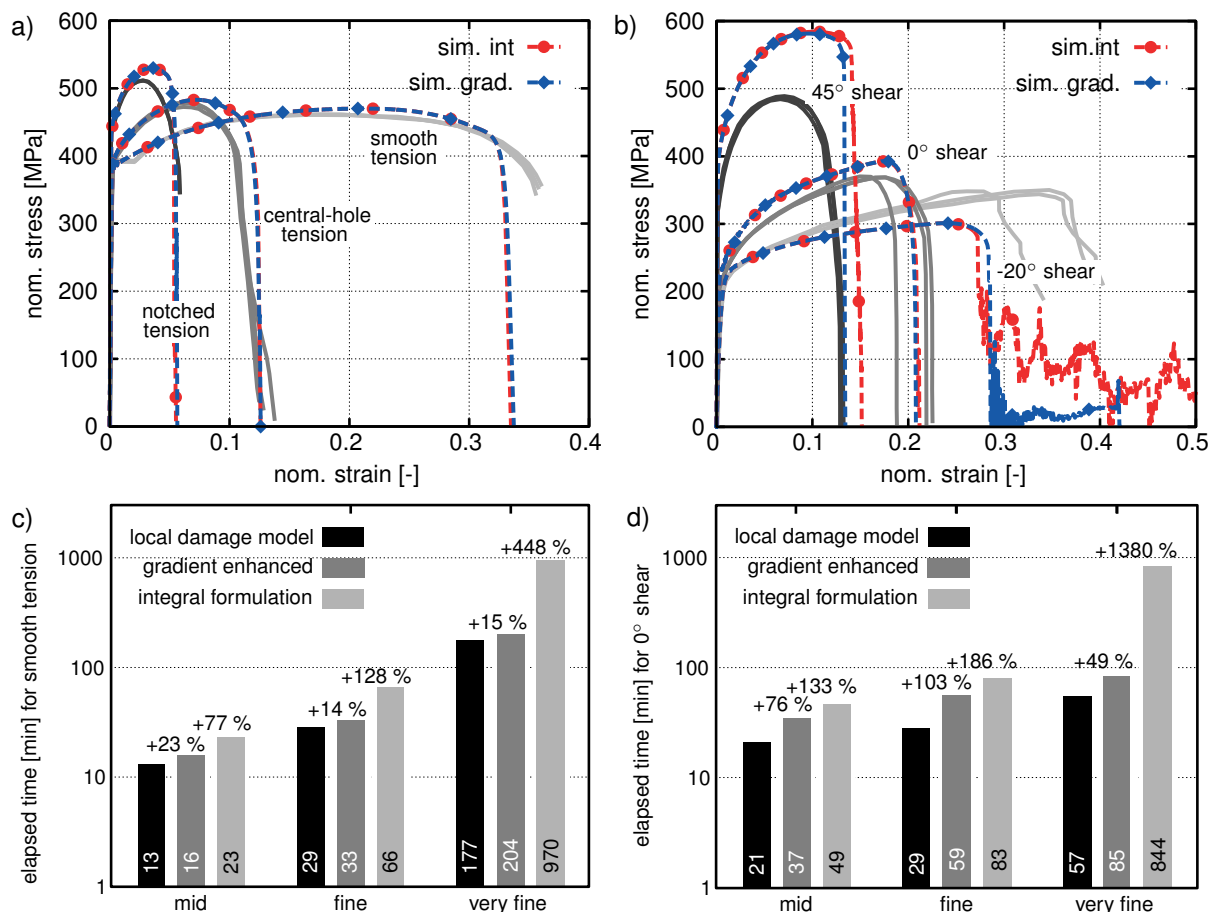 a)
nom. stress [MPa]
600
500
400
300
200
100
0
sim. int
sim. grad.
smooth
tension
central-hole
tension
notched
tension
0 0.1 0.2 0.3 0.4
nom. strain [-]
b)
nom. stress [MPa]
600
500
400
300
200
100
0
sim.int
sim. grad.
45° shear
0° shear
-20° shear
0 0.1 0.2 0.3 0.4 0.5
nom. strain [-]
c)
elapsed time [min] for smooth tension
1000
100
10
1
local damage model
gradient enhanced
integral formulation
+23 %
+77 %
+14 %
+128 %
+15 %
+448 %
13 16 23 29 33 66 177 204 970
mid fine very fine
d)
elapsed time [min] for 0° shear
1000
100
10
1
local damage model
gradient enhanced
integral formulation
+76 %
+133 %
+103 %
+186 %
+49 %
+1380 %
21 37 49 29 59 83 57 85 844
mid fine very fine